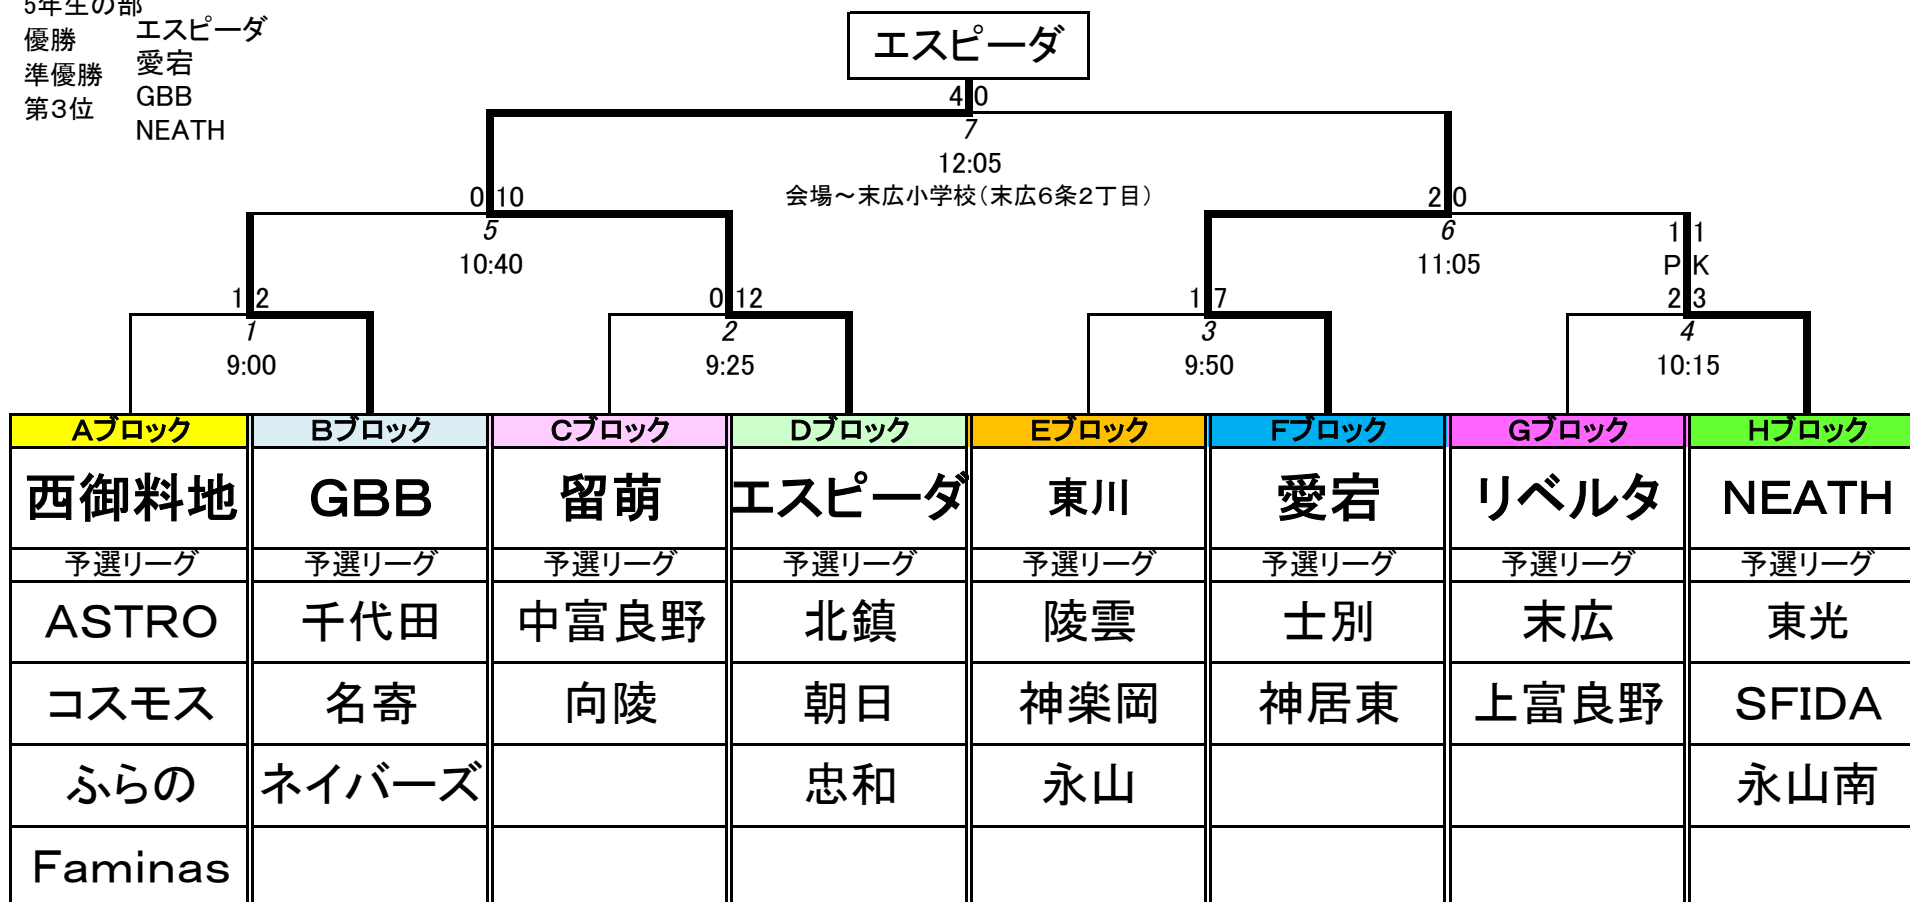 5年生の部
優勝 エスピーダ
準優勝 愛宕
第3位 GBB
NEATH
エスピーダ
4 0
7
12:05
会場～末広小学校(末広6条2丁目)
0 10
5
10:40
2 0
6
11:05
1 2
1
9:00
0 12
2
9:25
1 7
3
9:50
1 1
P K
2 3
4
10:15
Aブロック Bブロック Cブロック Dブロック Eブロック Fブロック Gブロック Hブロック
西御料地 GBB 留萌 エスピーダ 東川 愛宕 リベルタ NEATH
予選リーグ 予選リーグ 予選リーグ 予選リーグ 予選リーグ 予選リーグ 予選リーグ 予選リーグ
ASTRO 千代田 中富良野 北鎮 陵雲 士別 末広 東光
コスモス 名寄 向陵 朝日 神楽岡 神居東 上富良野 SFIDA
ふらの ネイバーズ 忠和 永山 永山南
Faminas